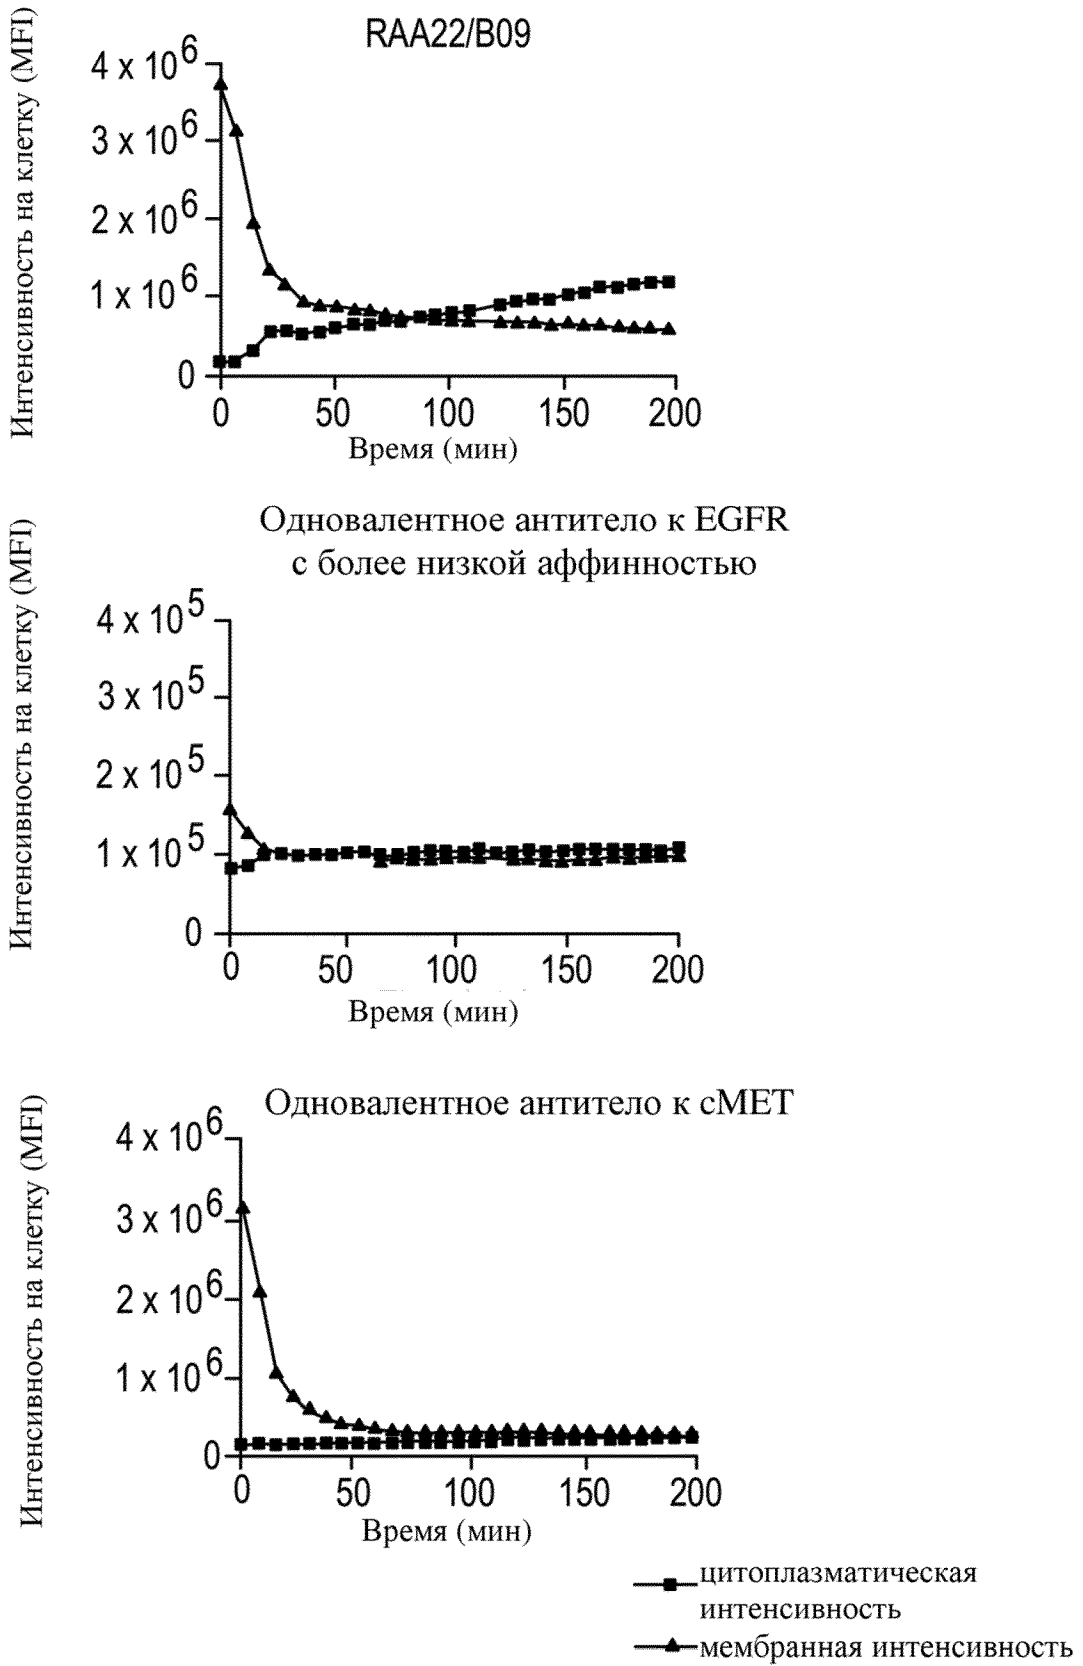 RAA22/B09
Интенсивность на клетку (MFI)
4 x 10^6
3 x 10^6
2 x 10^6
1 x 10^6
0
0 50 100 150 200
Время (мин)
Одновалентное антитело к EGFR
с более низкой аффинностью
Интенсивность на клетку (MFI)
4 x 10^5
3 x 10^5
2 x 10^5
1 x 10^5
0
0 50 100 150 200
Время (мин)
Одновалентное антитело к cMET
Интенсивность на клетку (MFI)
4 x 10^6
3 x 10^6
2 x 10^6
1 x 10^6
0
0 50 100 150 200
Время (мин)
цитоплазматическая
интенсивность
мембранная интенсивность